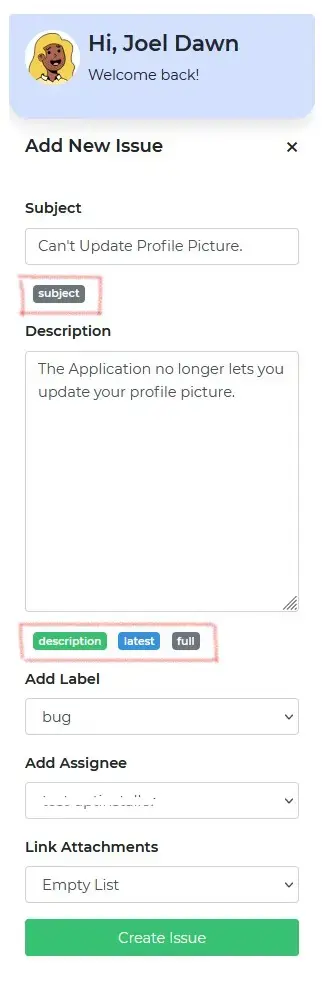 Hi, Joel Dawn
Welcome back!
Add New Issue ×
Subject
Can't Update Profile Picture.
subject
Description
The Application no longer lets you
update your profile picture.
description latest full
Add Label
bug
Add Assignee
Link Attachments
Empty List
Create Issue